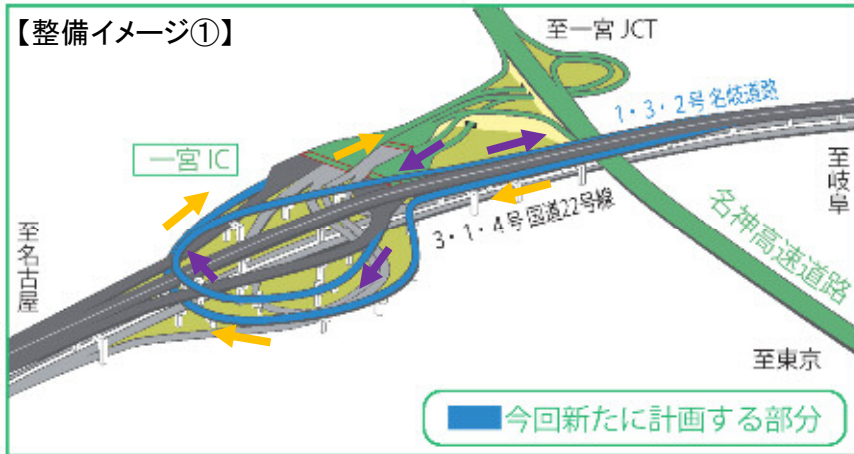 【整備イメージ①】
至一宮JCT
1・3・2号 名岐道路
一宮 IC
至岐阜
3・1・4号 国道22号線
至名古屋
名神高速道路
至東京
今回新たに計画する部分